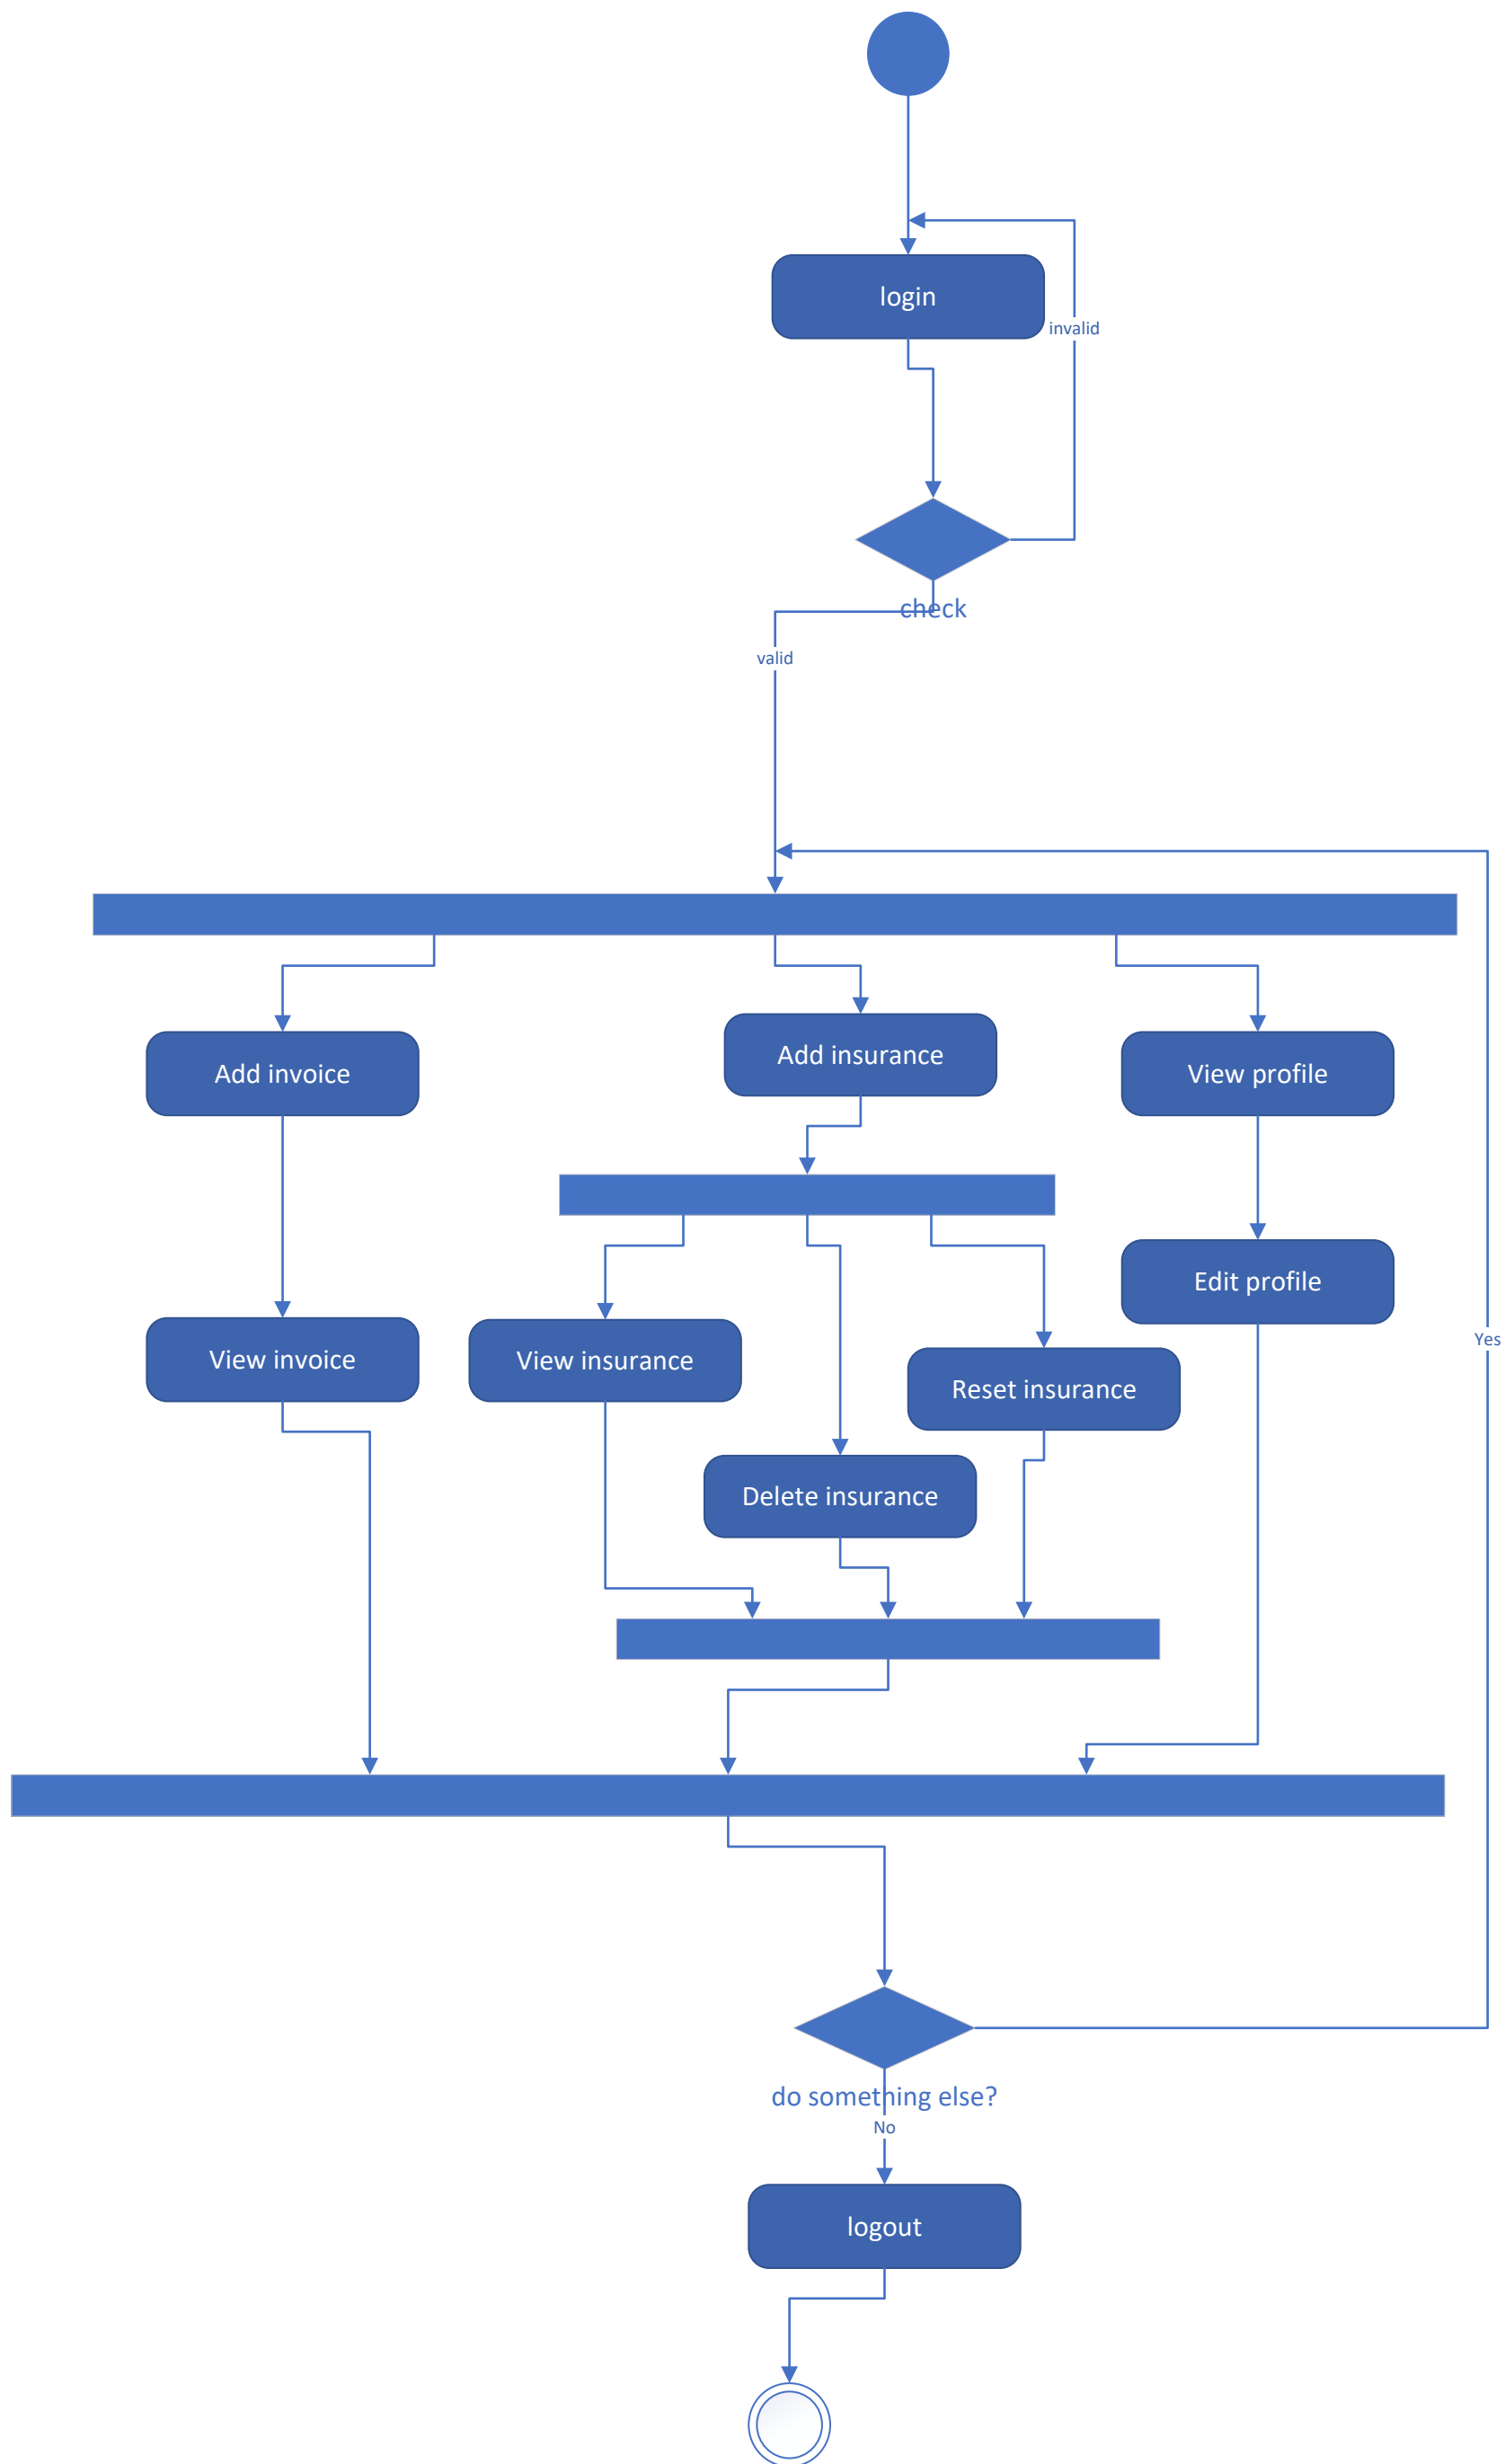 login
invalid
check
valid
Add invoice
Add insurance
View profile
Edit profile
View invoice
View insurance
Yes
Reset insurance
Delete insurance
do something else?
No
logout